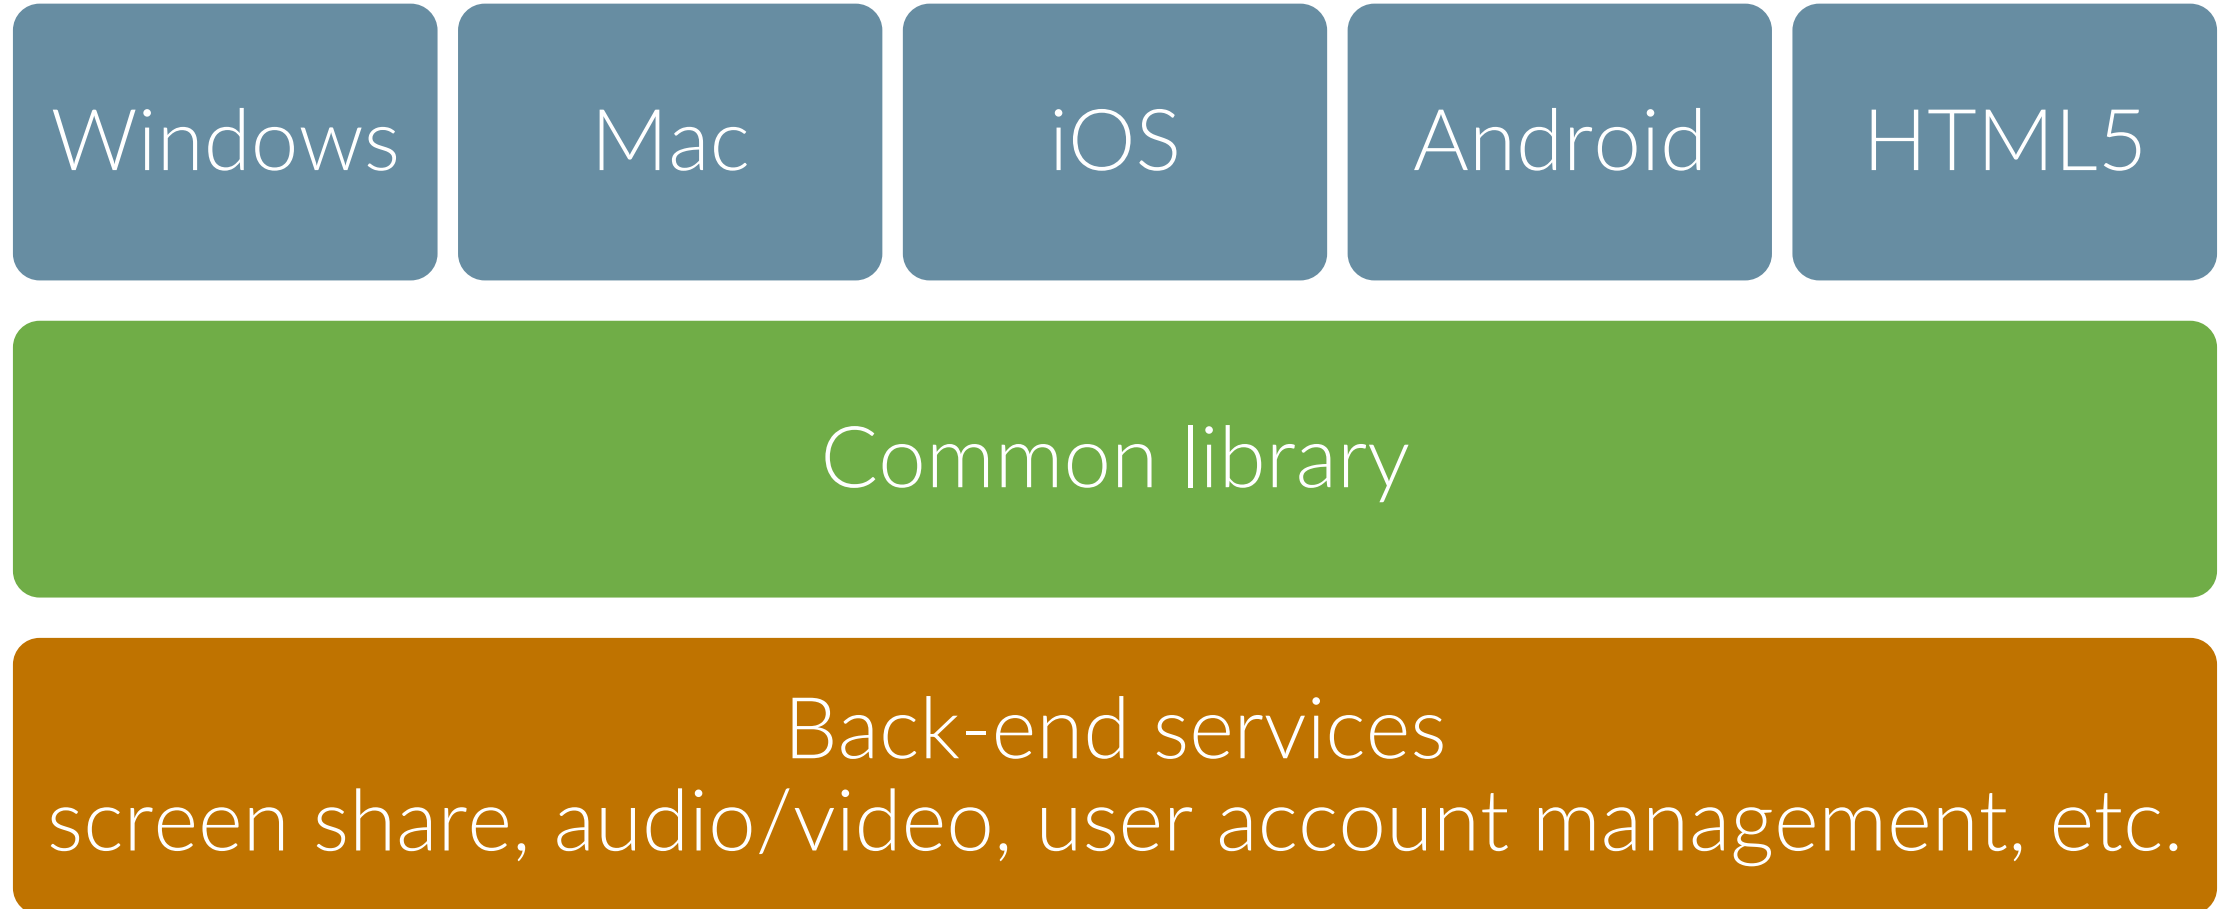 Windows
Mac
iOS
Android
HTML5
Common library
Back-end services
screen share, audio/video, user account management, etc.